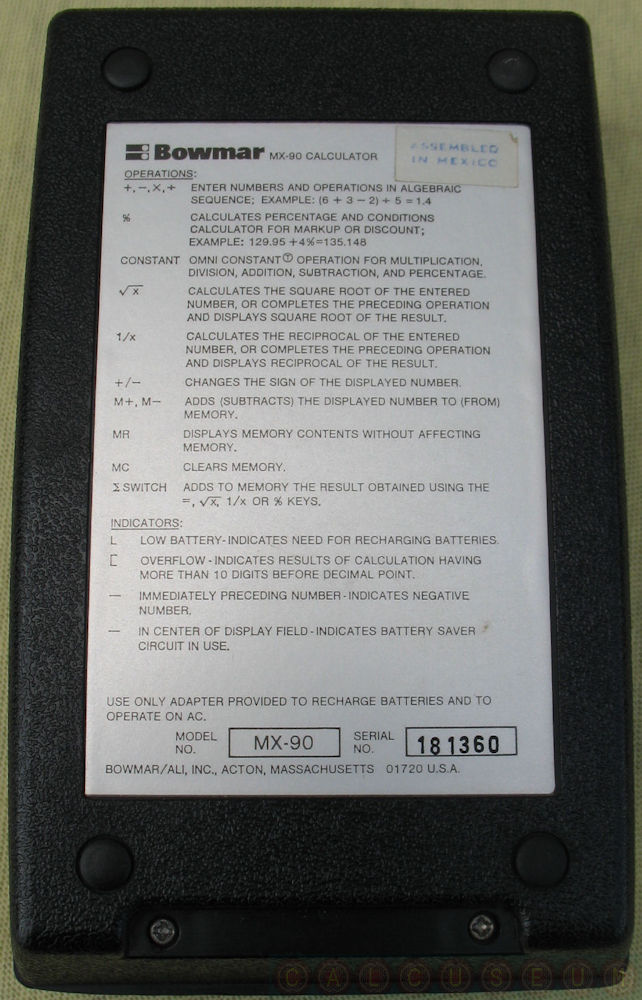 Bowmar MX-90 CALCULATOR
ASSEMBLED
IN MEXICO
OPERATIONS:
+, −, ×, ÷ ENTER NUMBERS AND OPERATIONS IN ALGEBRAIC
SEQUENCE; EXAMPLE: (6 + 3 − 2) ÷ 5 = 1.4
% CALCULATES PERCENTAGE AND CONDITIONS
CALCULATOR FOR MARKUP OR DISCOUNT;
EXAMPLE: 129.95 +4%=135.148
CONSTANT OMNI CONSTANT Ⓣ OPERATION FOR MULTIPLICATION,
DIVISION, ADDITION, SUBTRACTION, AND PERCENTAGE.
√x CALCULATES THE SQUARE ROOT OF THE ENTERED
NUMBER, OR COMPLETES THE PRECEDING OPERATION
AND DISPLAYS SQUARE ROOT OF THE RESULT.
1/x CALCULATES THE RECIPROCAL OF THE ENTERED
NUMBER, OR COMPLETES THE PRECEDING OPERATION
AND DISPLAYS RECIPROCAL OF THE RESULT.
+/− CHANGES THE SIGN OF THE DISPLAYED NUMBER.
M+, M− ADDS (SUBTRACTS) THE DISPLAYED NUMBER TO (FROM)
MEMORY.
MR DISPLAYS MEMORY CONTENTS WITHOUT AFFECTING
MEMORY.
MC CLEARS MEMORY.
Σ SWITCH ADDS TO MEMORY THE RESULT OBTAINED USING THE
=, √x, 1/x OR % KEYS.
INDICATORS:
L LOW BATTERY-INDICATES NEED FOR RECHARGING BATTERIES.
[ OVERFLOW - INDICATES RESULTS OF CALCULATION HAVING
MORE THAN 10 DIGITS BEFORE DECIMAL POINT.
— IMMEDIATELY PRECEDING NUMBER - INDICATES NEGATIVE
NUMBER.
— IN CENTER OF DISPLAY FIELD - INDICATES BATTERY SAVER
CIRCUIT IN USE.
USE ONLY ADAPTER PROVIDED TO RECHARGE BATTERIES AND TO
OPERATE ON AC.
MODEL NO. MX-90 SERIAL NO. 181360
BOWMAR/ALI, INC., ACTON, MASSACHUSETTS 01720 U.S.A.
CALCUSEUM